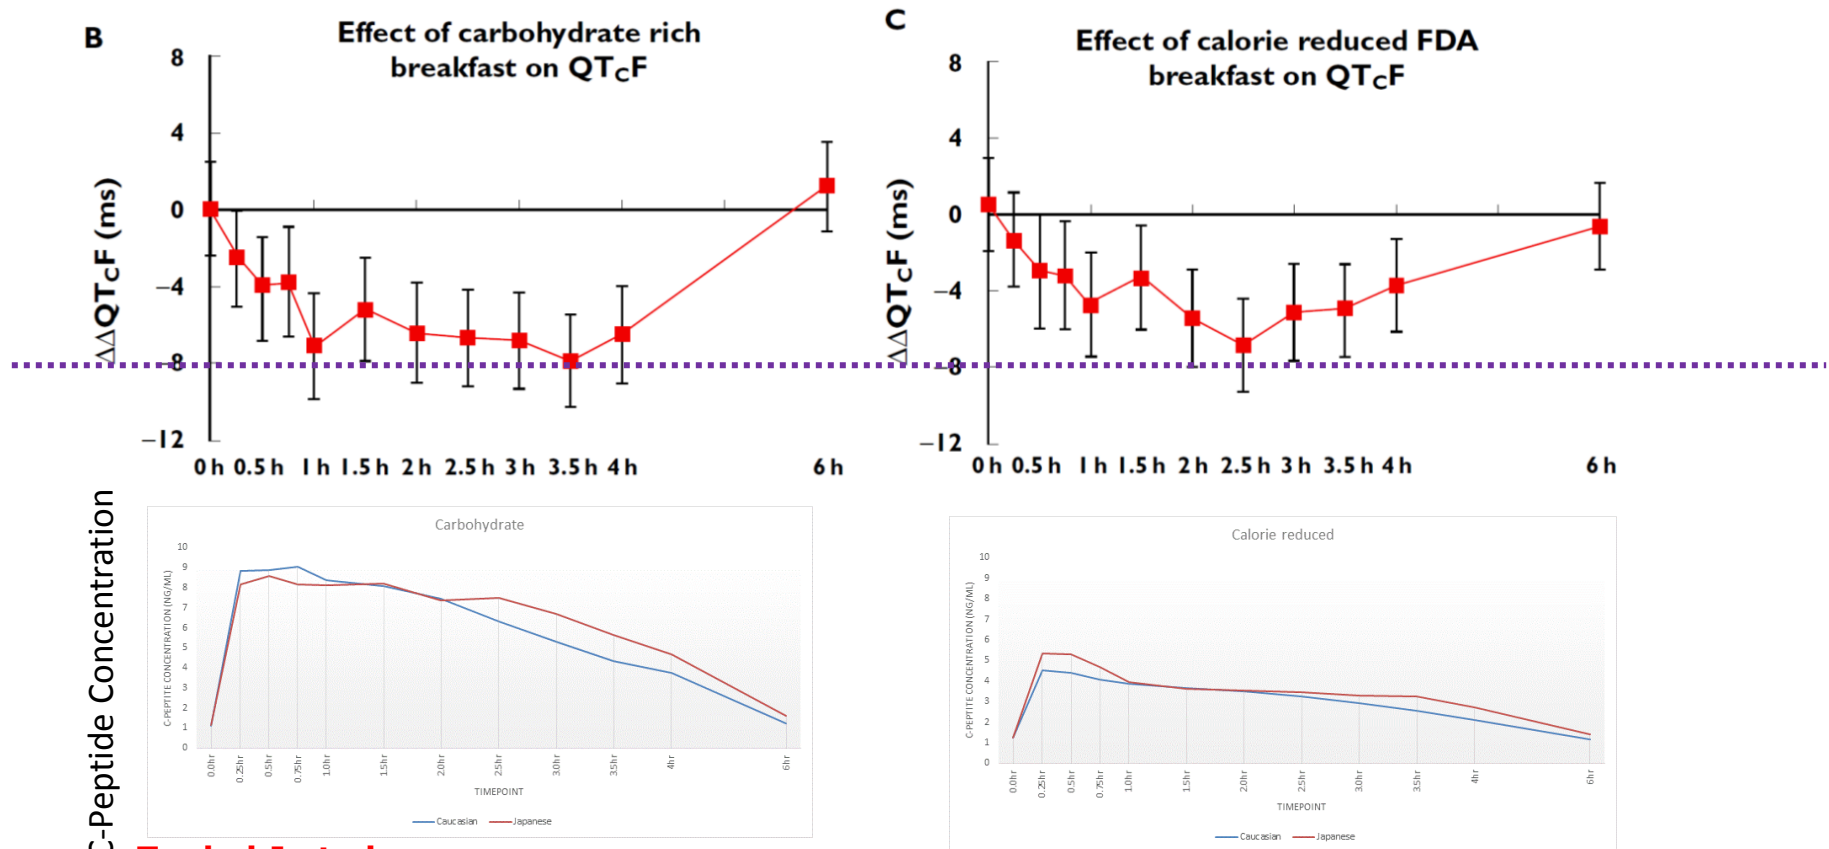 B
Effect of carbohydrate rich
breakfast on QTCF
ΔΔQTCF (ms)
8
4
0
−4
−8
−12
0 h 0.5 h 1 h 1.5 h 2 h 2.5 h 3 h 3.5 h 4 h 6 h
C
Effect of calorie reduced FDA
breakfast on QTCF
ΔΔQTCF (ms)
8
4
0
−4
−8
−12
0 h 0.5 h 1 h 1.5 h 2 h 2.5 h 3 h 3.5 h 4 h 6 h
C-Peptide Concentration
Carbohydrate
C-PEPTITE CONCENTRATION (NG/ML)
10
9
8
7
6
5
4
3
2
1
0
0.0hr 0.25hr 0.5hr 0.75hr 1.0hr 1.5hr 2.0hr 2.5hr 3.0hr 3.5hr 4hr 6hr
TIMEPOINT
Caucasian Japanese
Calorie reduced
C-PEPTITE CONCENTRATION (NG/ML)
10
9
8
7
6
5
4
3
2
1
0
0.0hr 0.25hr 0.5hr 0.75hr 1.0hr 1.5hr 2.0hr 2.5hr 3.0hr 3.5hr 4hr 6hr
TIMEPOINT
Caucasian Japanese